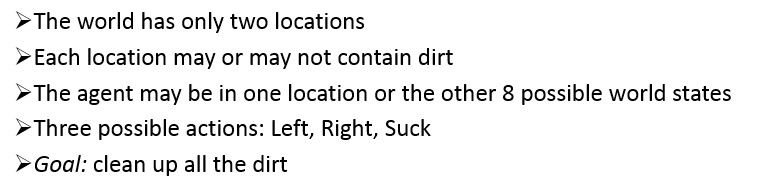 ➢The world has only two locations
➢Each location may or may not contain dirt
➢The agent may be in one location or the other 8 possible world states
➢Three possible actions: Left, Right, Suck
➢Goal: clean up all the dirt